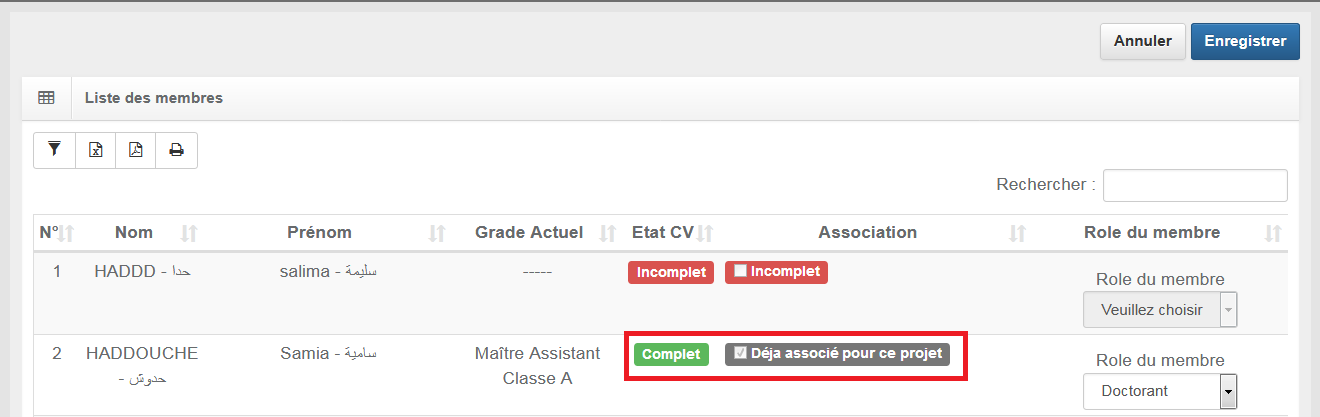 Annuler Enregistrer
Liste des membres
Rechercher :
N° Nom Prénom Grade Actuel Etat CV Association Role du membre
1 HADDD - حدا salima - سليمة ----- Incomplet Incomplet Role du membre
Veuillez choisir
2 HADDOUCHE Samia - سامية Maître Assistant Complet Déja associé pour ce projet Role du membre
- حدوش Classe A Doctorant